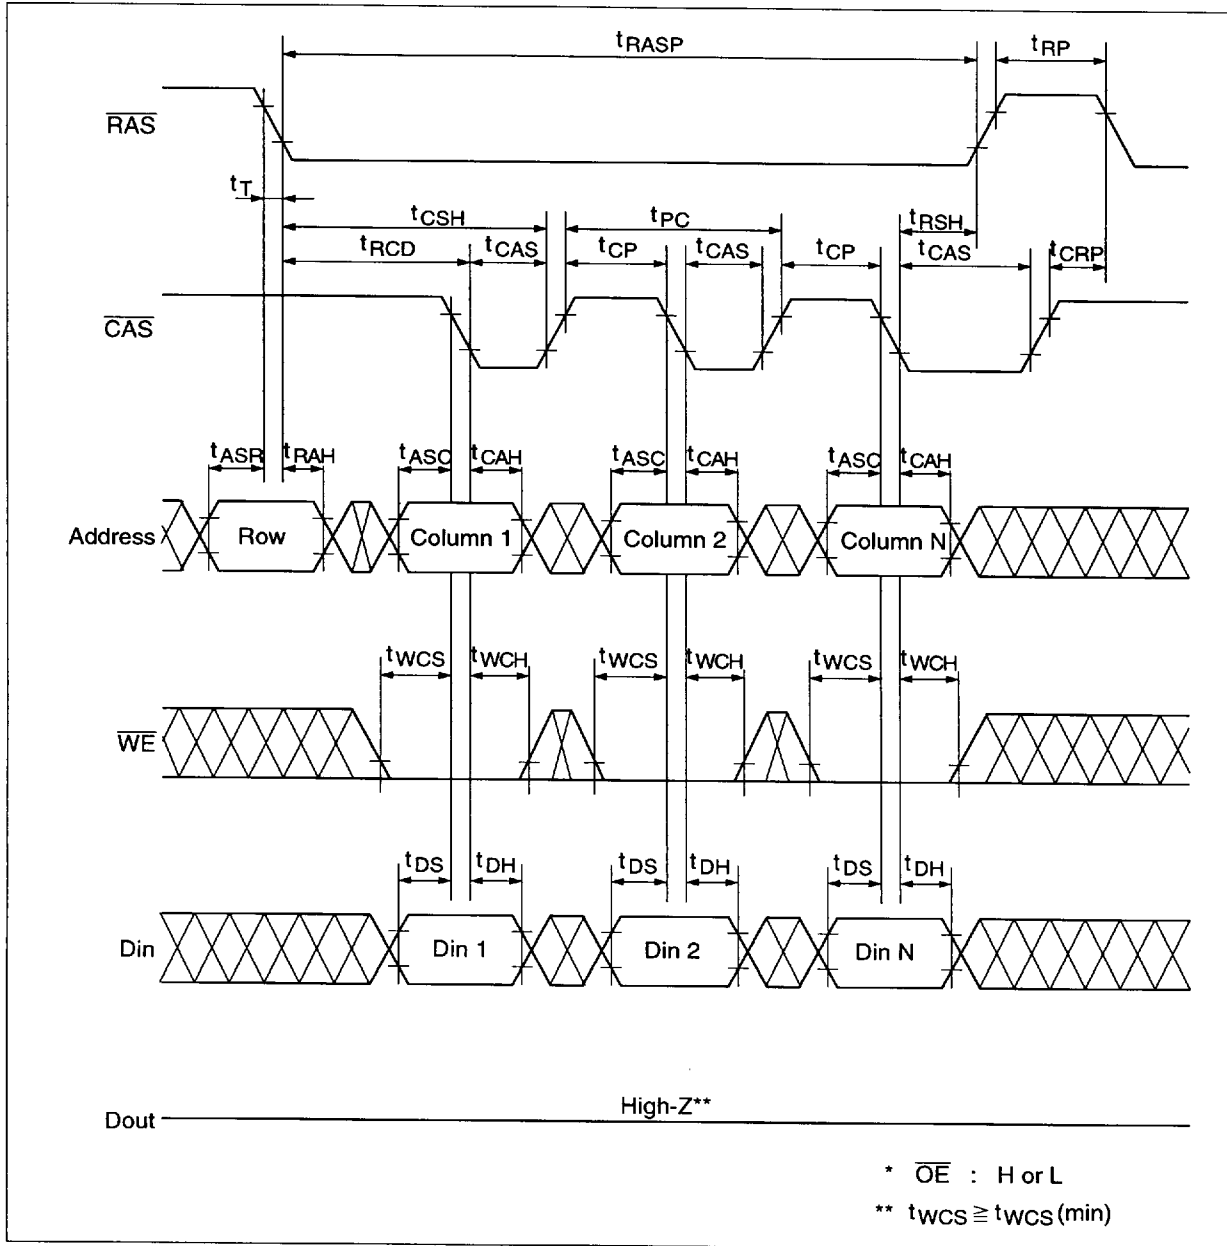 tRASP tRP
RAS
tT
tCSH tPC tRSH
tRCD tCAS tCP tCAS tCP tCAS tCRP
CAS
tASR tRAH tASC tCAH tASC tCAH tASC tCAH
Address Row Column 1 Column 2 Column N
tWCS tWCH tWCS tWCH tWCS tWCH
WE
tDS tDH tDS tDH tDS tDH
Din Din 1 Din 2 Din N
High-Z**
Dout
* OE : H or L
** tWCS ≧ tWCS(min)